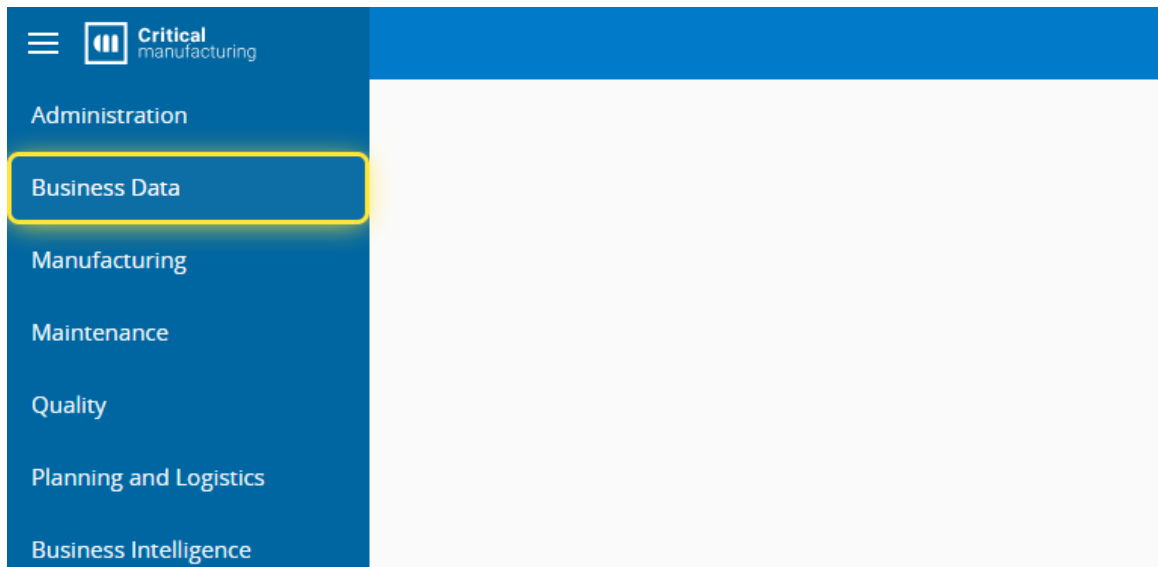 Critical
manufacturing
Administration
Business Data
Manufacturing
Maintenance
Quality
Planning and Logistics
Business Intelligence